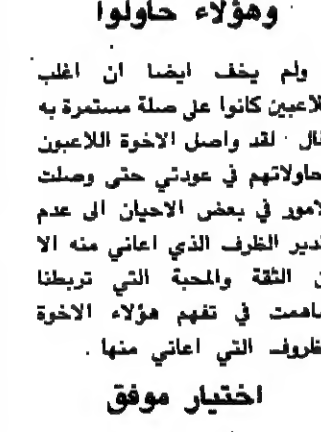 وهؤلاء حاولوا
ولم يخف ايضا ان اغلب
لاعبين كانوا على صلة مستمرة به
نال · لقد واصل الاخوة اللاعبون
حاولاتهم في عودتي حتى وصلت
لامور في بعض الاحيان الى عدم
قدير الظرف الذي اعاني منه الا
ن الثقة والمحبة التي تربطنا
ساهمت في تفهم هؤلاء الاخوة
ظروف التي اعاني منها .
اختيار موفق